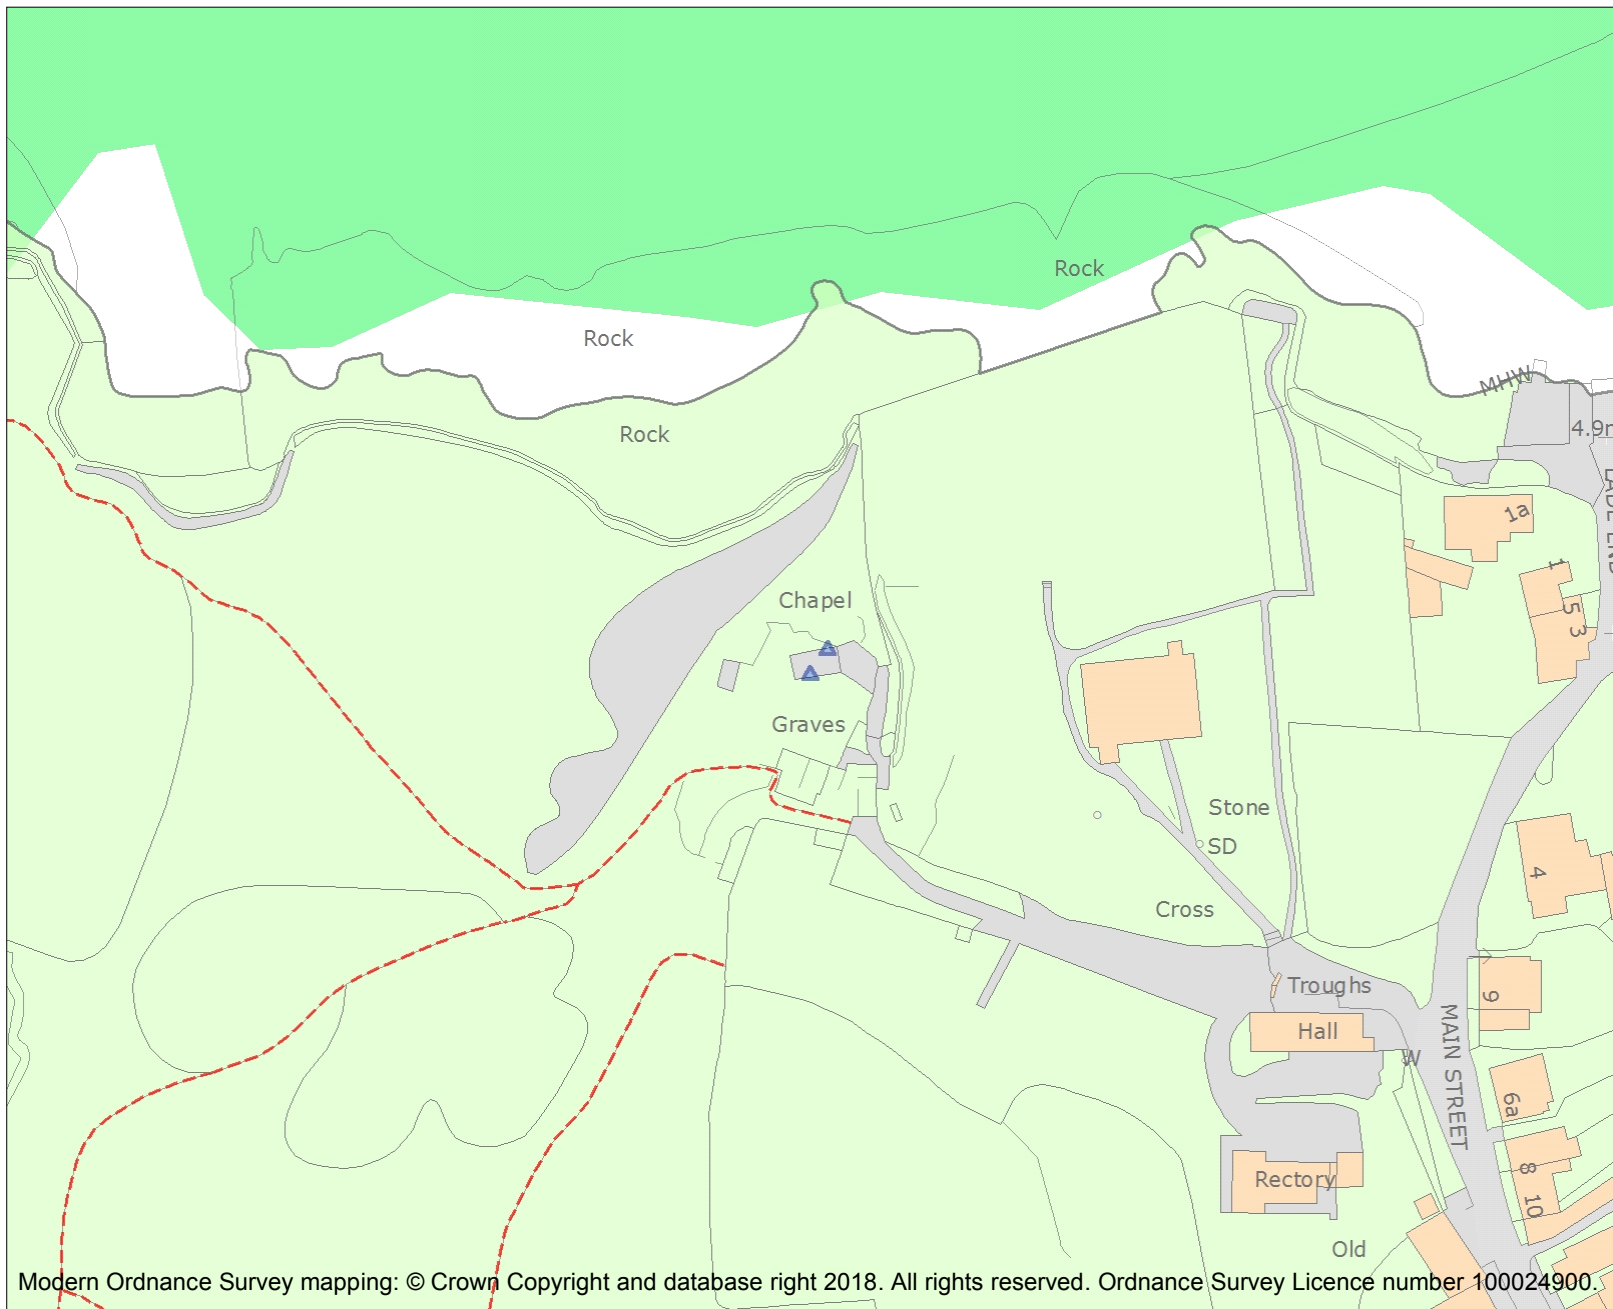 Rock
Rock
MHW
4.9m
Rock
LADE END
1a
1
Chapel
5
3
Graves
Stone
SD
4
Cross
Troughs
9
Hall
MAIN STREET
W
6a
Rectory
8
10
Old
Modern Ordnance Survey mapping: © Crown Copyright and database right 2018. All rights reserved. Ordnance Survey Licence number 100024900.